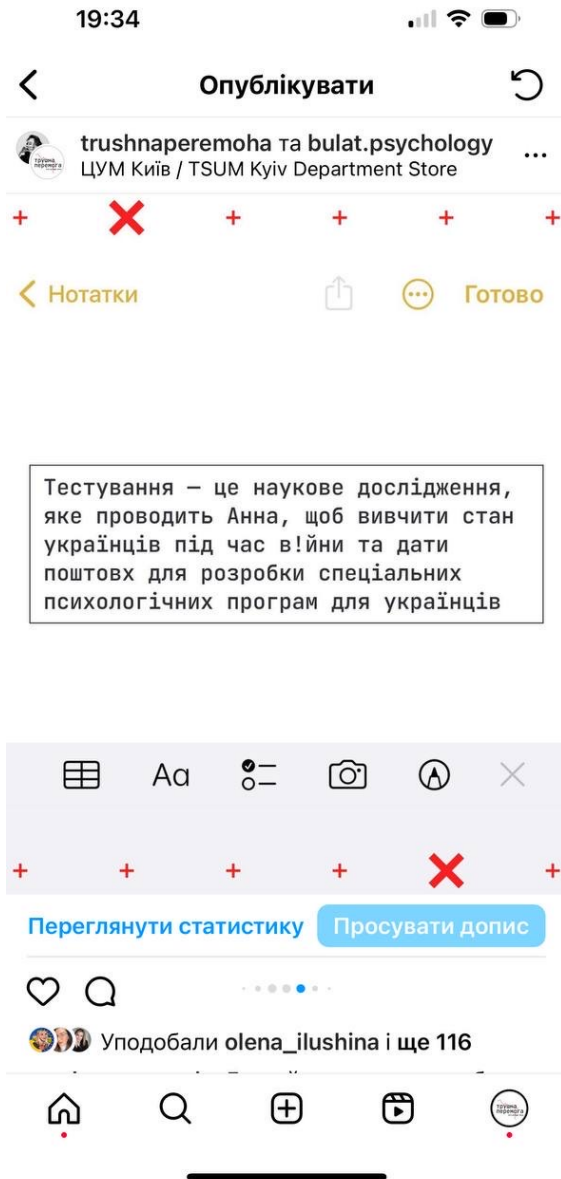 19:34
Опублікувати
trushnaperemoha та bulat.psychology
ЦУМ Київ / TSUM Kyiv Department Store
Нотатки
Готово
Тестування — це наукове дослідження,
яке проводить Анна, щоб вивчити стан
українців під час в!йни та дати
поштовх для розробки спеціальних
психологічних програм для українців
Aa
Переглянути статистику
Просувати допис
Уподобали olena_ilushina і ще 116